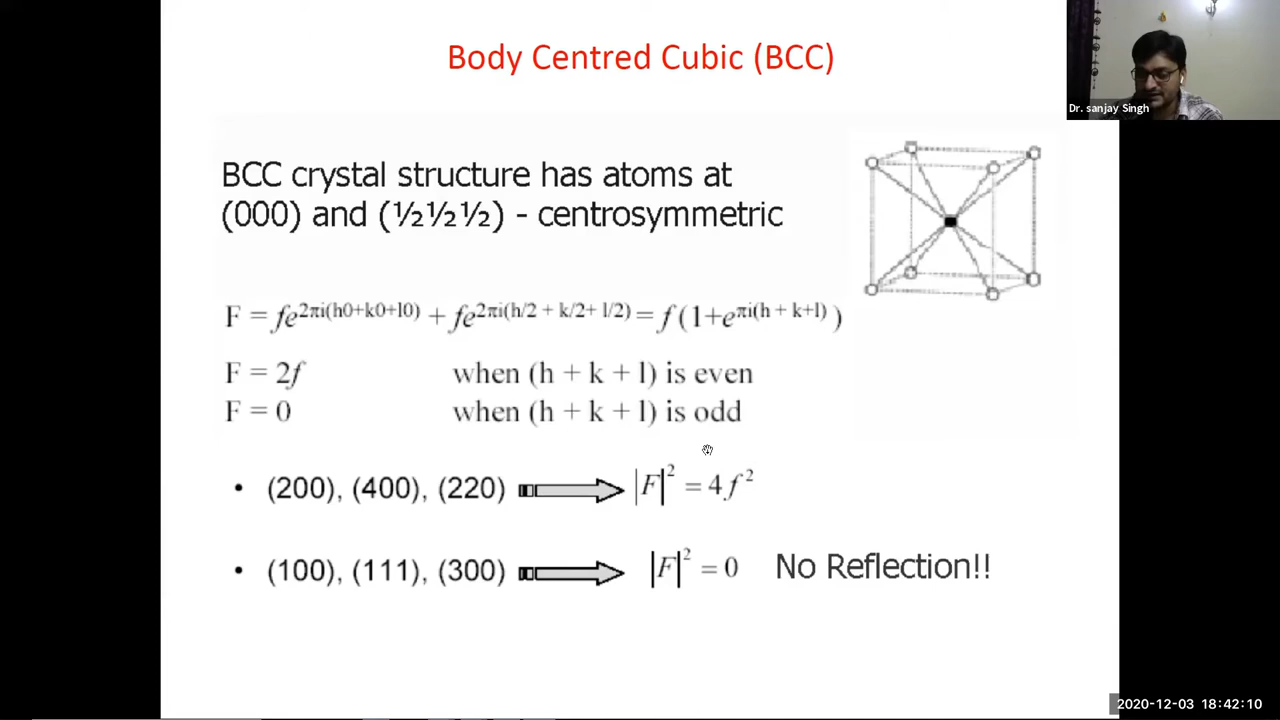 Body Centred Cubic (BCC)
Dr. sanjay Singh
BCC crystal structure has atoms at
(000) and (½½½) - centrosymmetric
F = fe^2πi(h0+k0+l0) + fe^2πi(h/2 + k/2+ l/2) = f(1+e^πi(h + k+l) )
F = 2f when (h + k + l) is even
F = 0 when (h + k + l) is odd
• (200), (400), (220) |F|² = 4f²
• (100), (111), (300) |F|² = 0 No Reflection!!
2020-12-03 18:42:10